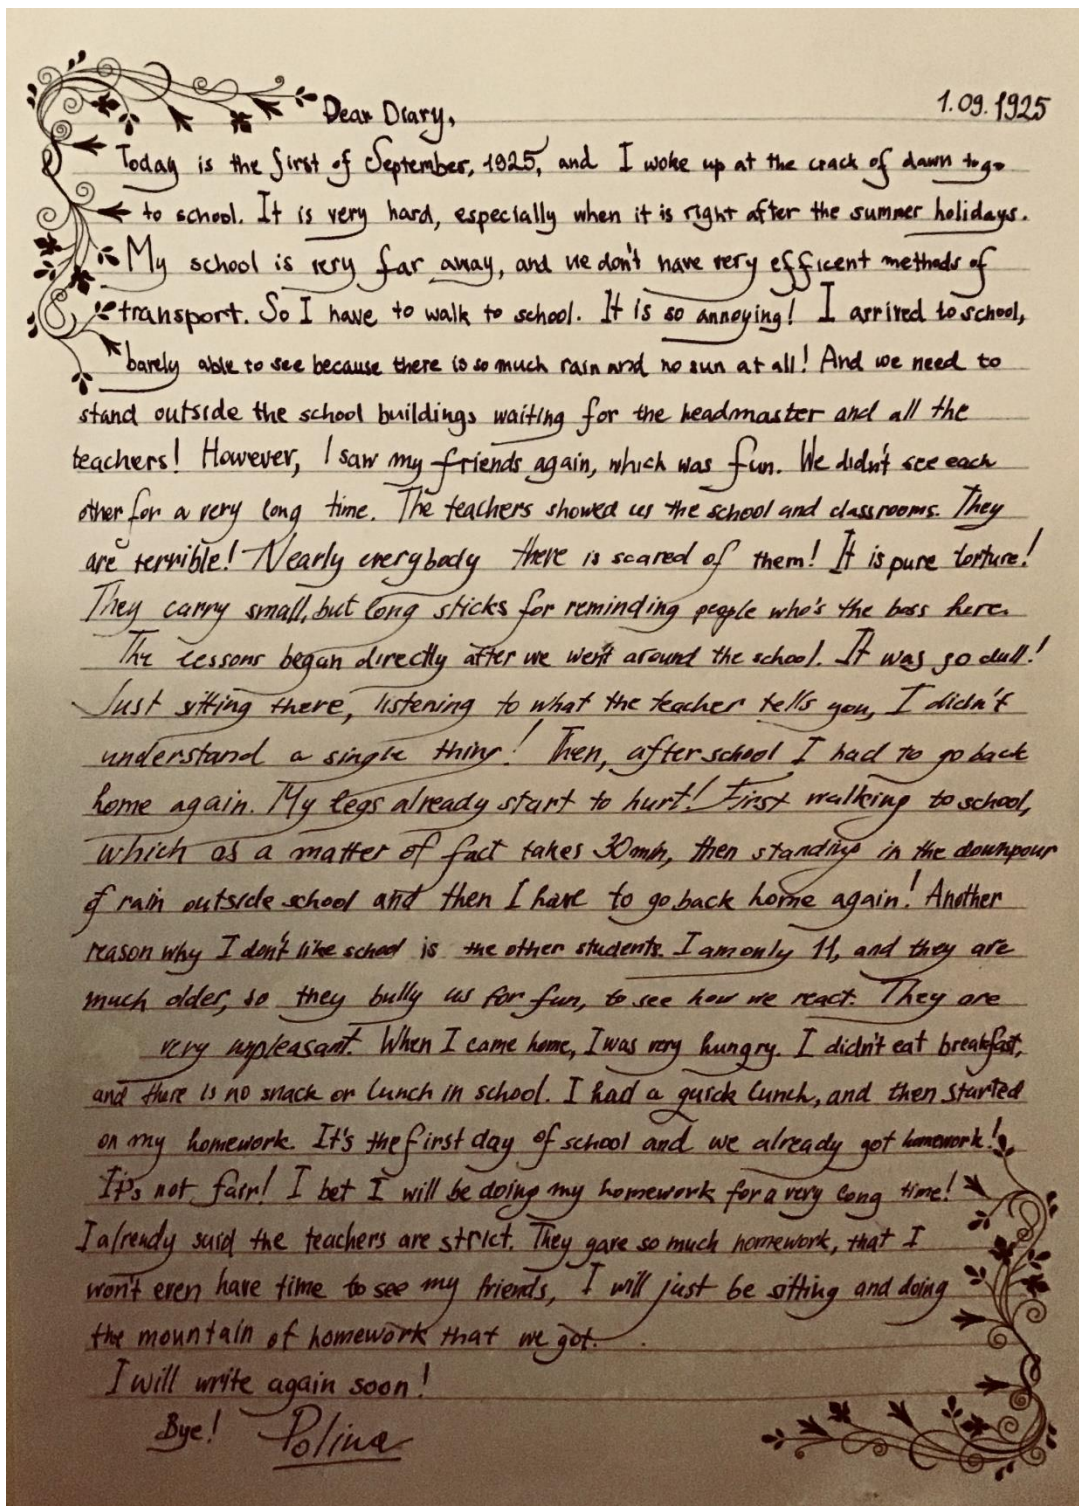 Dear Diary,
1.09.1925
Today is the first of September, 1925, and I woke up at the crack of dawn to go
to school. It is very hard, especially when it is right after the summer holidays.
My school is very far away, and we don't have very efficent methods of
transport. So I have to walk to school. It is so annoying! I arrived to school,
barely able to see because there is so much rain and no sun at all! And we need to
stand outside the school buildings waiting for the headmaster and all the
teachers! However, I saw my friends again, which was fun. We didn't see each
other for a very long time. The teachers showed us the school and classrooms. They
are terrible! Nearly everybody there is scared of them! It is pure torture!
They carry small, but long sticks for reminding people who's the boss here.
The lessons began directly after we went around the school. It was so dull!
Just sitting there, listening to what the teacher tells you, I didn't
understand a single thing! Then, after school I had to go back
home again. My legs already start to hurt! First walking to school,
which as a matter of fact takes 30min, then standing in the downpour
of rain outside school and then I have to go back home again! Another
reason why I don't like school is the other students. I am only 11, and they are
much older, so they bully us for fun, to see how we react. They are
very unpleasant. When I came home, I was very hungry. I didn't eat breakfast,
and there is no snack or lunch in school. I had a quick lunch, and then started
on my homework. It's the first day of school and we already got homework!
It's not fair! I bet I will be doing my homework for a very long time!
I already said the teachers are strict. They gave so much homework, that I
won't even have time to see my friends, I will just be sitting and doing
the mountain of homework that we got.
I will write again soon!
Bye! Polina